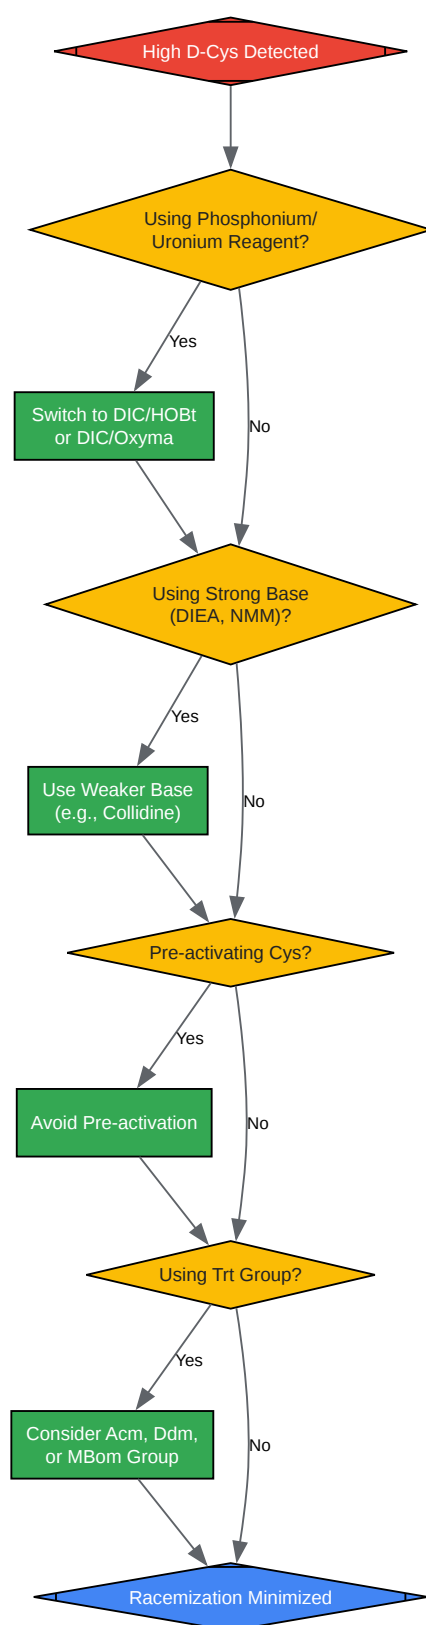 High D-Cys Detected
Using Phosphonium/
Uronium Reagent?
Yes
Switch to DIC/HOBt
or DIC/Oxyma
No
Using Strong Base
(DIEA, NMM)?
Yes
Use Weaker Base
(e.g., Collidine)
No
Pre-activating Cys?
Yes
Avoid Pre-activation
No
Using Trt Group?
Yes
Consider Acm, Ddm,
or MBom Group
No
Racemization Minimized